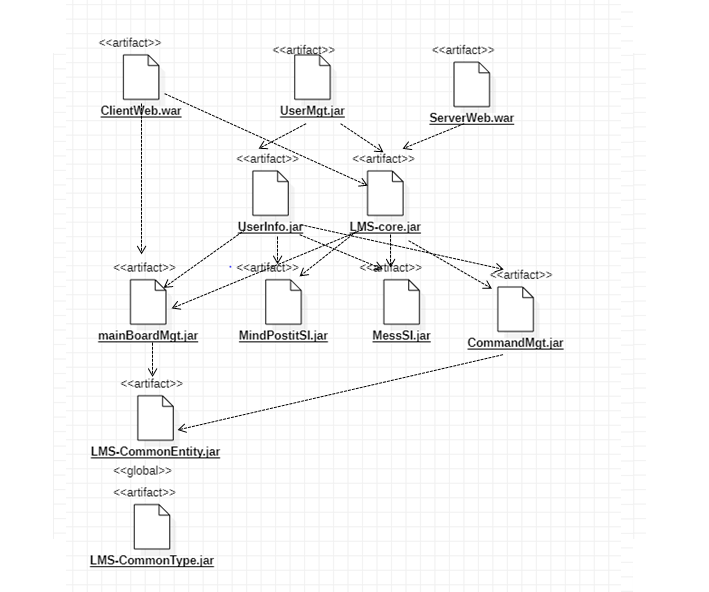 <<artifact>>
ClientWeb.war
<<artifact>>
UserMgt.jar
<<artifact>>
ServerWeb.war
<<artifact>>
UserInfo.jar
<<artifact>>
LMS-core.jar
<<artifact>>
mainBoardMgt.jar
<<artifact>>
MindPostitSI.jar
<<artifact>>
MessSI.jar
<<artifact>>
CommandMgt.jar
<<artifact>>
LMS-CommonEntity.jar
<<global>>
<<artifact>>
LMS-CommonType.jar